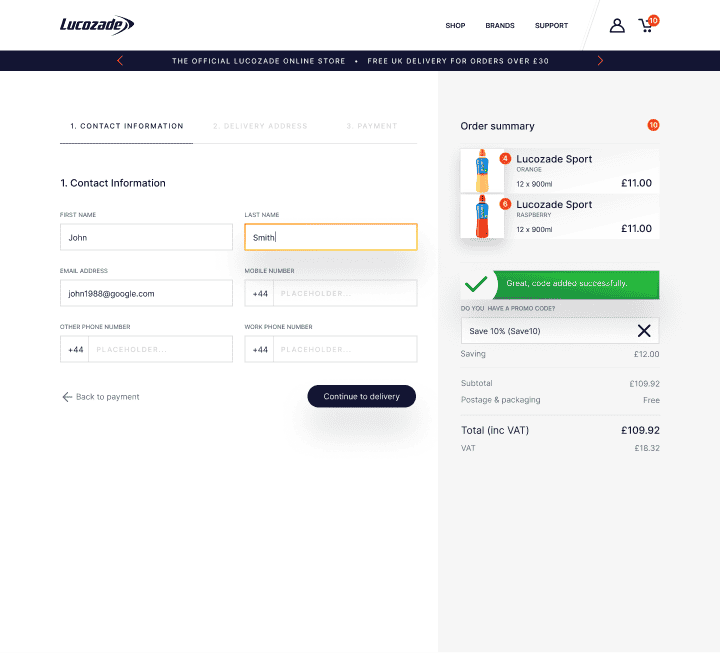 Lucozade
SHOP BRANDS SUPPORT
10
THE OFFICIAL LUCOZADE ONLINE STORE • FREE UK DELIVERY FOR ORDERS OVER £30
1. CONTACT INFORMATION 2. DELIVERY ADDRESS 3. PAYMENT
1. Contact Information
FIRST NAME LAST NAME
John Smith
EMAIL ADDRESS MOBILE NUMBER
john1988@google.com +44 PLACEHOLDER...
OTHER PHONE NUMBER WORK PHONE NUMBER
+44 PLACEHOLDER... +44 PLACEHOLDER...
Back to payment Continue to delivery
Order summary 10
4 Lucozade Sport
ORANGE
12 x 900ml £11.00
6 Lucozade Sport
RASPBERRY
12 x 900ml £11.00
Great, code added successfully.
DO YOU HAVE A PROMO CODE?
Save 10% (Save10)
Saving £12.00
Subtotal £109.92
Postage & packaging Free
Total (inc VAT) £109.92
VAT £18.32